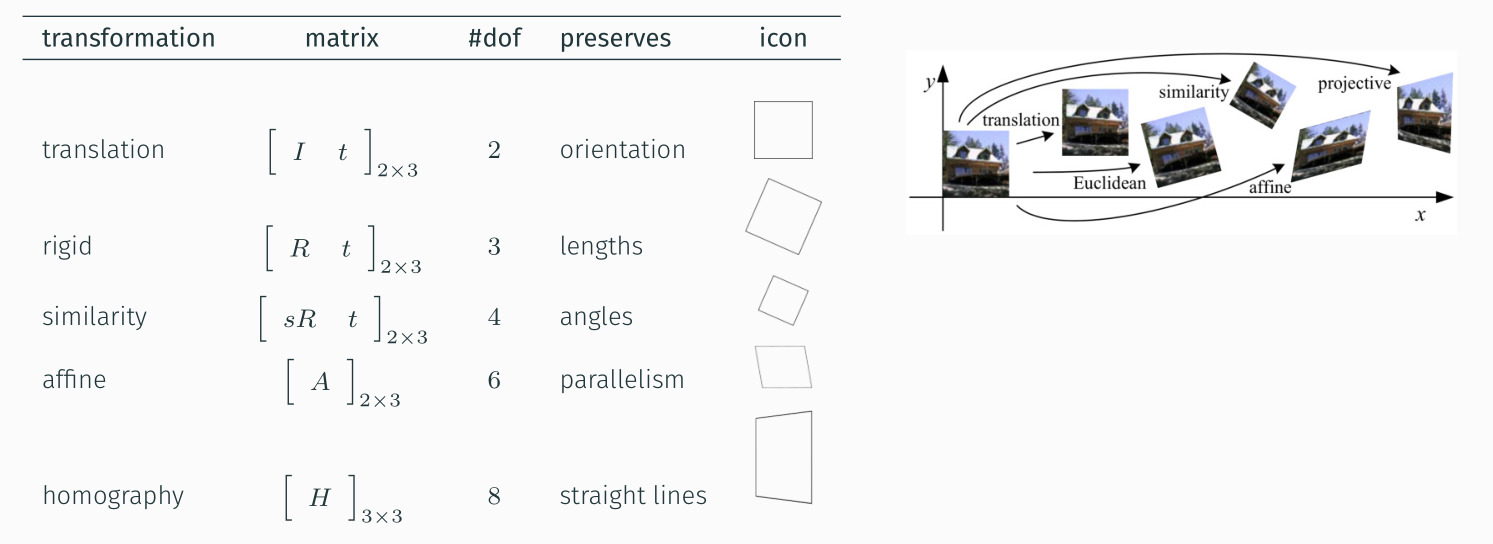 transformation matrix #dof preserves icon
translation [ I t ]2×3 2 orientation
rigid [ R t ]2×3 3 lengths
similarity [ sR t ]2×3 4 angles
affine [ A ]2×3 6 parallelism
homography [ H ]3×3 8 straight lines
y
similarity
projective
translation
Euclidean
affine
x